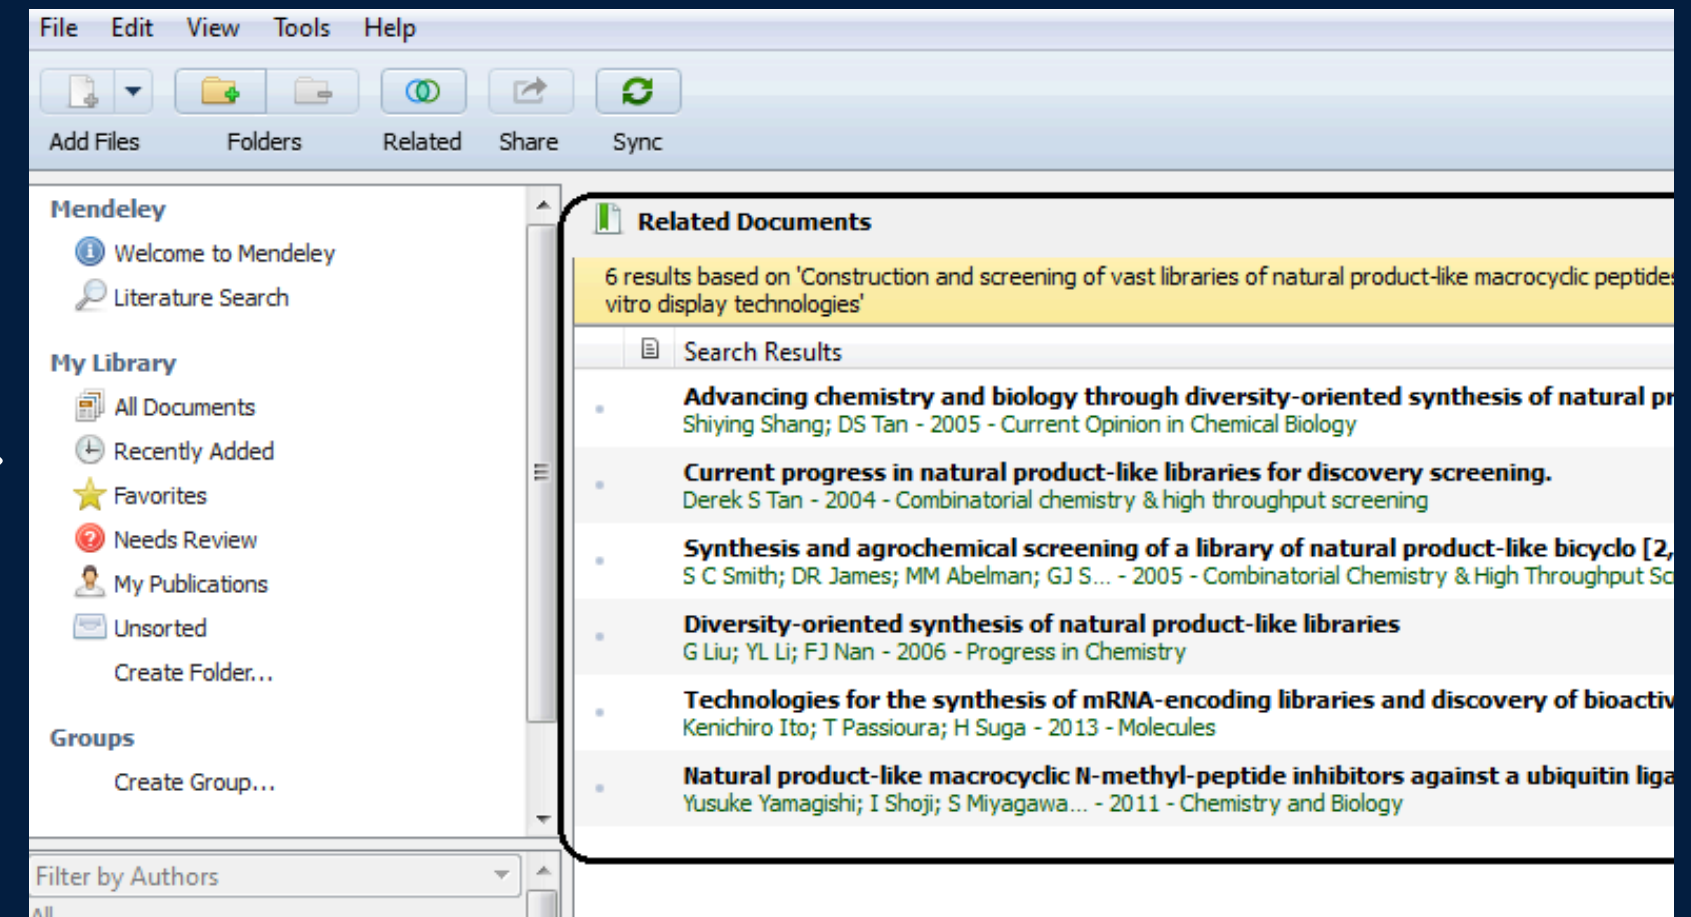 File Edit View Tools Help
Add Files Folders Related Share Sync
Mendeley
Welcome to Mendeley
Literature Search
My Library
All Documents
Recently Added
Favorites
Needs Review
My Publications
Unsorted
Create Folder...
Groups
Create Group...
Filter by Authors
All
Related Documents
6 results based on 'Construction and screening of vast libraries of natural product-like macrocyclic peptides
vitro display technologies'
Search Results
Advancing chemistry and biology through diversity-oriented synthesis of natural pr
Shiying Shang; DS Tan - 2005 - Current Opinion in Chemical Biology
Current progress in natural product-like libraries for discovery screening.
Derek S Tan - 2004 - Combinatorial chemistry & high throughput screening
Synthesis and agrochemical screening of a library of natural product-like bicyclo [2,
S C Smith; DR James; MM Abelman; GJ S... - 2005 - Combinatorial Chemistry & High Throughput Sc
Diversity-oriented synthesis of natural product-like libraries
G Liu; YL Li; FJ Nan - 2006 - Progress in Chemistry
Technologies for the synthesis of mRNA-encoding libraries and discovery of bioactiv
Kenichiro Ito; T Passioura; H Suga - 2013 - Molecules
Natural product-like macrocyclic N-methyl-peptide inhibitors against a ubiquitin liga
Yusuke Yamagishi; I Shoji; S Miyagawa... - 2011 - Chemistry and Biology